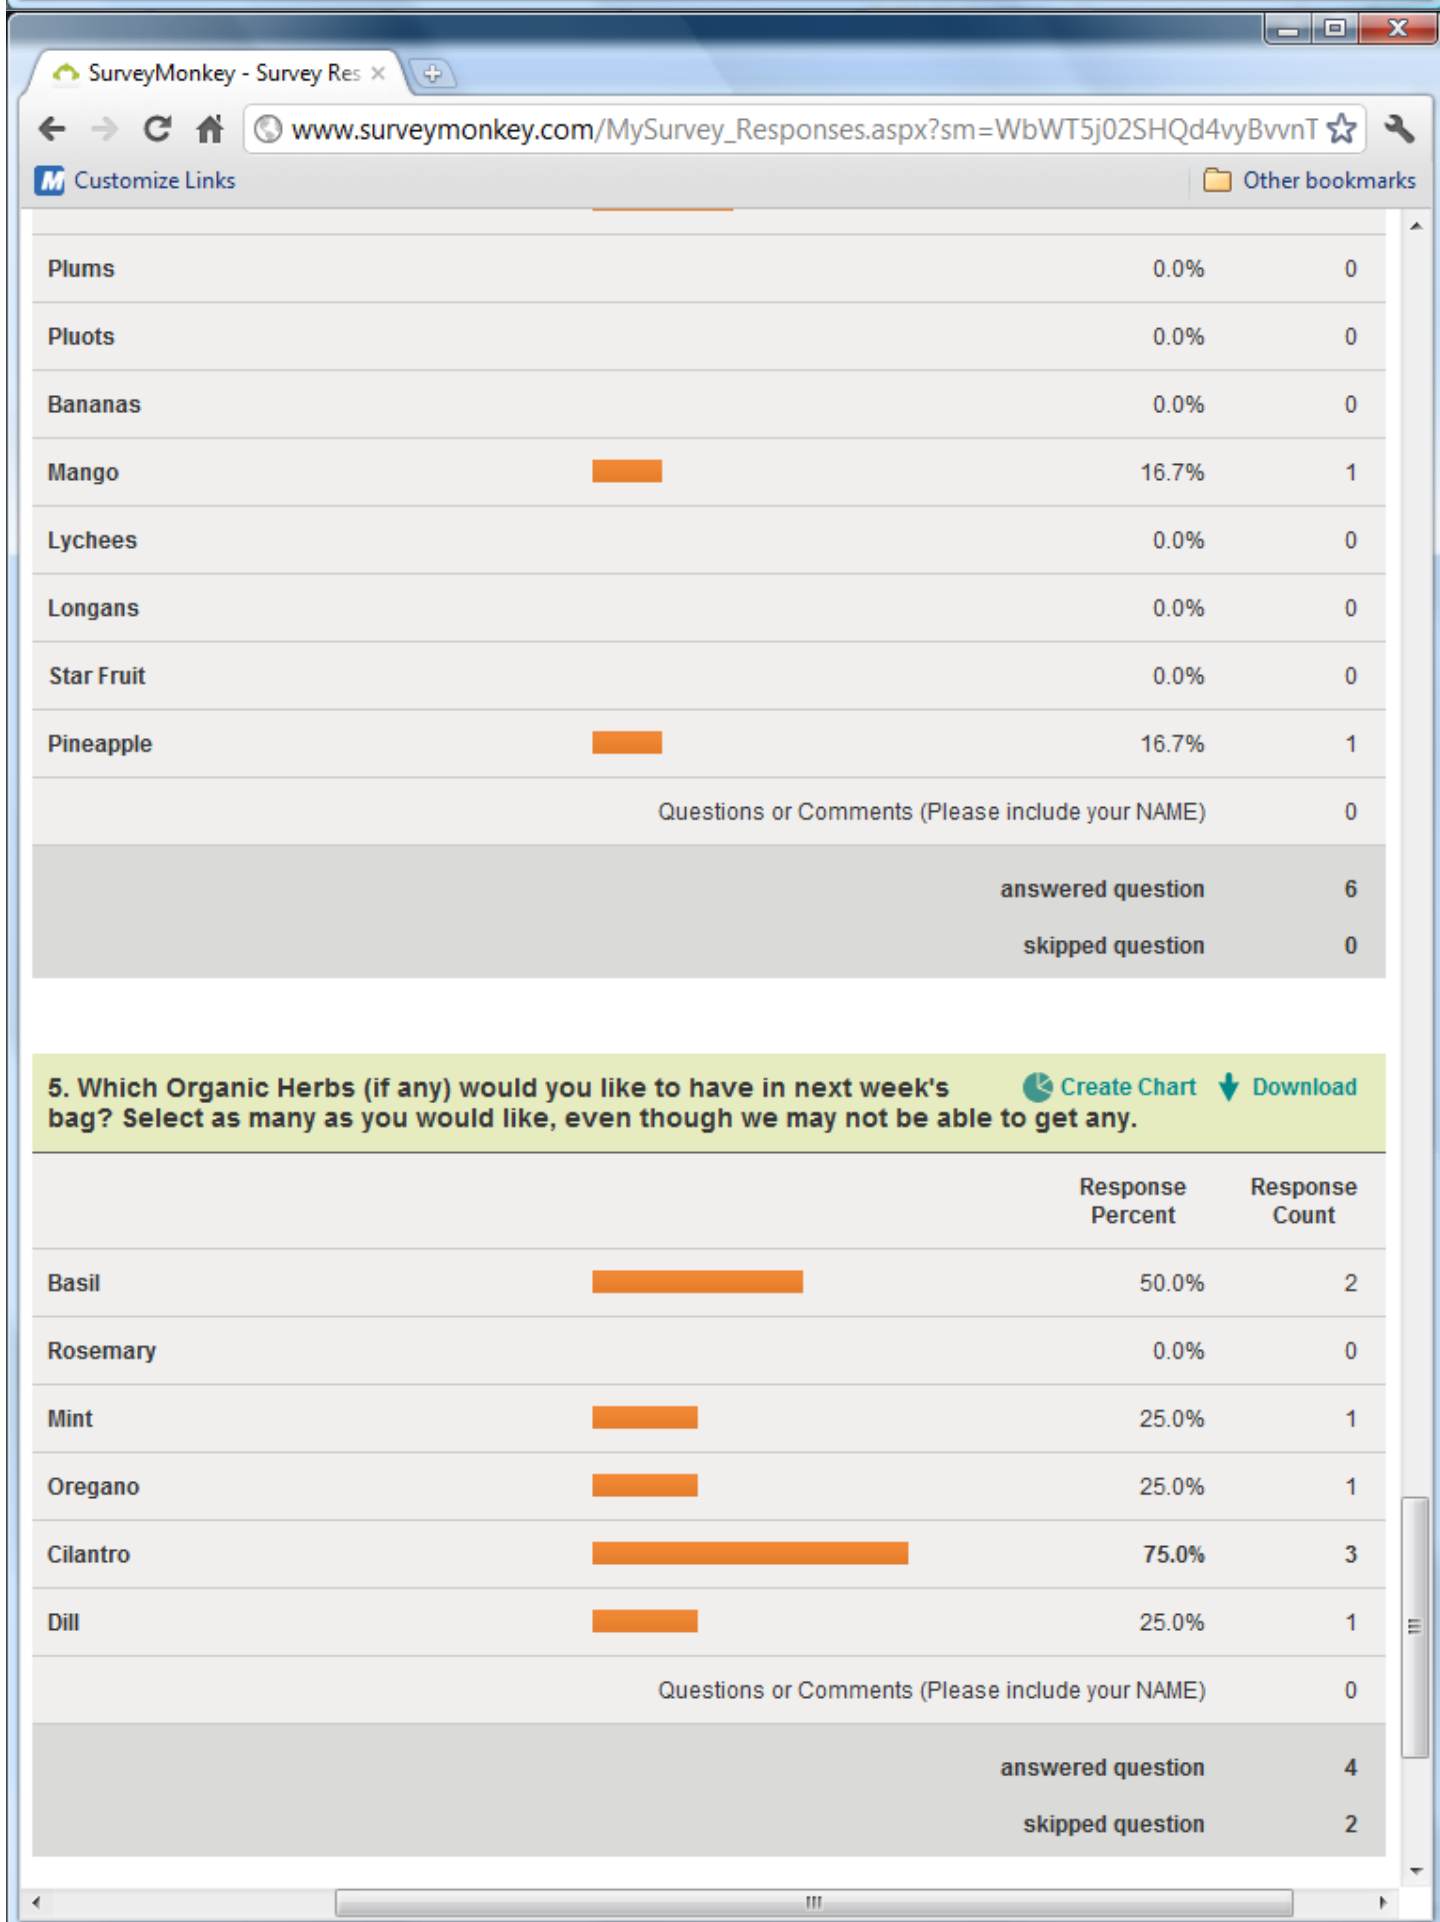 SurveyMonkey - Survey Res
www.surveymonkey.com/MySurvey_Responses.aspx?sm=WbWT5j02SHQd4vyBvvnT
Customize Links Other bookmarks
Plums 0.0% 0
Pluots 0.0% 0
Bananas 0.0% 0
Mango 16.7% 1
Lychees 0.0% 0
Longans 0.0% 0
Star Fruit 0.0% 0
Pineapple 16.7% 1
Questions or Comments (Please include your NAME) 0
answered question 6
skipped question 0
5. Which Organic Herbs (if any) would you like to have in next week's Create Chart Download
bag? Select as many as you would like, even though we may not be able to get any.
Response Response
Percent Count
Basil 50.0% 2
Rosemary 0.0% 0
Mint 25.0% 1
Oregano 25.0% 1
Cilantro 75.0% 3
Dill 25.0% 1
Questions or Comments (Please include your NAME) 0
answered question 4
skipped question 2